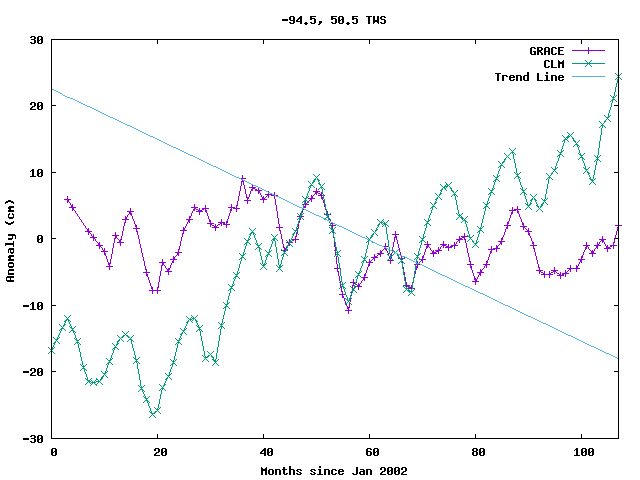 -94.5, 50.5 TWS
GRACE
CLM
Trend Line
30
20
10
0
-10
-20
-30
Anomaly (cm)
0 20 40 60 80 100
Months since Jan 2002